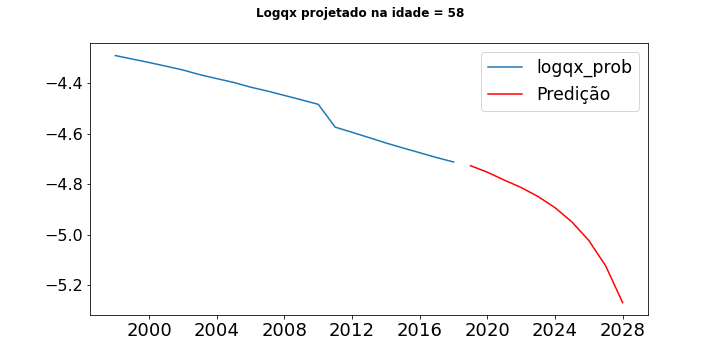 Logqx projetado na idade = 58
logqx_prob
Predição
−4.4
−4.6
−4.8
−5.0
−5.2
2000 2004 2008 2012 2016 2020 2024 2028